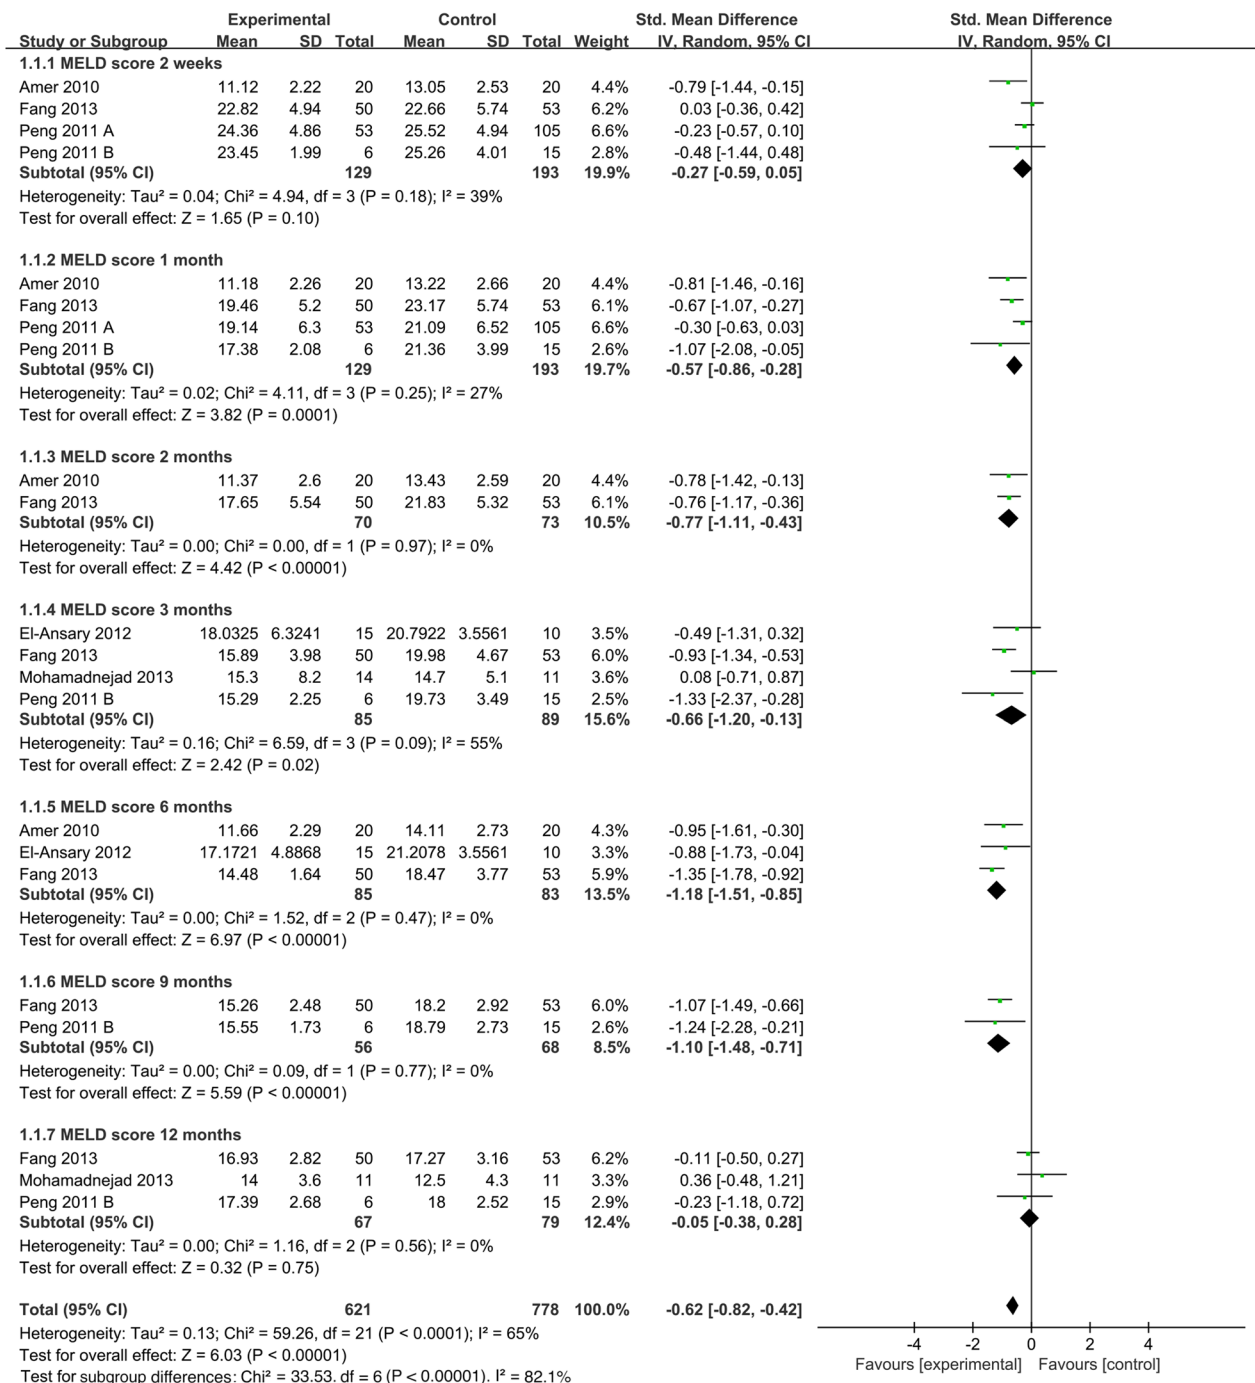 Experimental Control Std. Mean Difference Std. Mean Difference
Study or Subgroup Mean SD Total Mean SD Total Weight IV, Random, 95% CI IV, Random, 95% CI
1.1.1 MELD score 2 weeks
Amer 2010 11.12 2.22 20 13.05 2.53 20 4.4% -0.79 [-1.44, -0.15]
Fang 2013 22.82 4.94 50 22.66 5.74 53 6.2% 0.03 [-0.36, 0.42]
Peng 2011 A 24.36 4.86 53 25.52 4.94 105 6.6% -0.23 [-0.57, 0.10]
Peng 2011 B 23.45 1.99 6 25.26 4.01 15 2.8% -0.48 [-1.44, 0.48]
Subtotal (95% CI) 129 193 19.9% -0.27 [-0.59, 0.05]
Heterogeneity: Tau² = 0.04; Chi² = 4.94, df = 3 (P = 0.18); I² = 39%
Test for overall effect: Z = 1.65 (P = 0.10)
1.1.2 MELD score 1 month
Amer 2010 11.18 2.26 20 13.22 2.66 20 4.4% -0.81 [-1.46, -0.16]
Fang 2013 19.46 5.2 50 23.17 5.74 53 6.1% -0.67 [-1.07, -0.27]
Peng 2011 A 19.14 6.3 53 21.09 6.52 105 6.6% -0.30 [-0.63, 0.03]
Peng 2011 B 17.38 2.08 6 21.36 3.99 15 2.6% -1.07 [-2.08, -0.05]
Subtotal (95% CI) 129 193 19.7% -0.57 [-0.86, -0.28]
Heterogeneity: Tau² = 0.02; Chi² = 4.11, df = 3 (P = 0.25); I² = 27%
Test for overall effect: Z = 3.82 (P = 0.0001)
1.1.3 MELD score 2 months
Amer 2010 11.37 2.6 20 13.43 2.59 20 4.4% -0.78 [-1.42, -0.13]
Fang 2013 17.65 5.54 50 21.83 5.32 53 6.1% -0.76 [-1.17, -0.36]
Subtotal (95% CI) 70 73 10.5% -0.77 [-1.11, -0.43]
Heterogeneity: Tau² = 0.00; Chi² = 0.00, df = 1 (P = 0.97); I² = 0%
Test for overall effect: Z = 4.42 (P < 0.00001)
1.1.4 MELD score 3 months
El-Ansary 2012 18.0325 6.3241 15 20.7922 3.5561 10 3.5% -0.49 [-1.31, 0.32]
Fang 2013 15.89 3.98 50 19.98 4.67 53 6.0% -0.93 [-1.34, -0.53]
Mohamadnejad 2013 15.3 8.2 14 14.7 5.1 11 3.6% 0.08 [-0.71, 0.87]
Peng 2011 B 15.29 2.25 6 19.73 3.49 15 2.5% -1.33 [-2.37, -0.28]
Subtotal (95% CI) 85 89 15.6% -0.66 [-1.20, -0.13]
Heterogeneity: Tau² = 0.16; Chi² = 6.59, df = 3 (P = 0.09); I² = 55%
Test for overall effect: Z = 2.42 (P = 0.02)
1.1.5 MELD score 6 months
Amer 2010 11.66 2.29 20 14.11 2.73 20 4.3% -0.95 [-1.61, -0.30]
El-Ansary 2012 17.1721 4.8868 15 21.2078 3.5561 10 3.3% -0.88 [-1.73, -0.04]
Fang 2013 14.48 1.64 50 18.47 3.77 53 5.9% -1.35 [-1.78, -0.92]
Subtotal (95% CI) 85 83 13.5% -1.18 [-1.51, -0.85]
Heterogeneity: Tau² = 0.00; Chi² = 1.52, df = 2 (P = 0.47); I² = 0%
Test for overall effect: Z = 6.97 (P < 0.00001)
1.1.6 MELD score 9 months
Fang 2013 15.26 2.48 50 18.2 2.92 53 6.0% -1.07 [-1.49, -0.66]
Peng 2011 B 15.55 1.73 6 18.79 2.73 15 2.6% -1.24 [-2.28, -0.21]
Subtotal (95% CI) 56 68 8.5% -1.10 [-1.48, -0.71]
Heterogeneity: Tau² = 0.00; Chi² = 0.09, df = 1 (P = 0.77); I² = 0%
Test for overall effect: Z = 5.59 (P < 0.00001)
1.1.7 MELD score 12 months
Fang 2013 16.93 2.82 50 17.27 3.16 53 6.2% -0.11 [-0.50, 0.27]
Mohamadnejad 2013 14 3.6 11 12.5 4.3 11 3.3% 0.36 [-0.48, 1.21]
Peng 2011 B 17.39 2.68 6 18 2.52 15 2.9% -0.23 [-1.18, 0.72]
Subtotal (95% CI) 67 79 12.4% -0.05 [-0.38, 0.28]
Heterogeneity: Tau² = 0.00; Chi² = 1.16, df = 2 (P = 0.56); I² = 0%
Test for overall effect: Z = 0.32 (P = 0.75)
Total (95% CI) 621 778 100.0% -0.62 [-0.82, -0.42]
Heterogeneity: Tau² = 0.13; Chi² = 59.26, df = 21 (P < 0.0001); I² = 65%
Test for overall effect: Z = 6.03 (P < 0.00001)
Test for subgroup differences: Chi² = 33.53, df = 6 (P < 0.00001), I² = 82.1%
-4 -2 0 2 4
Favours [experimental] Favours [control]